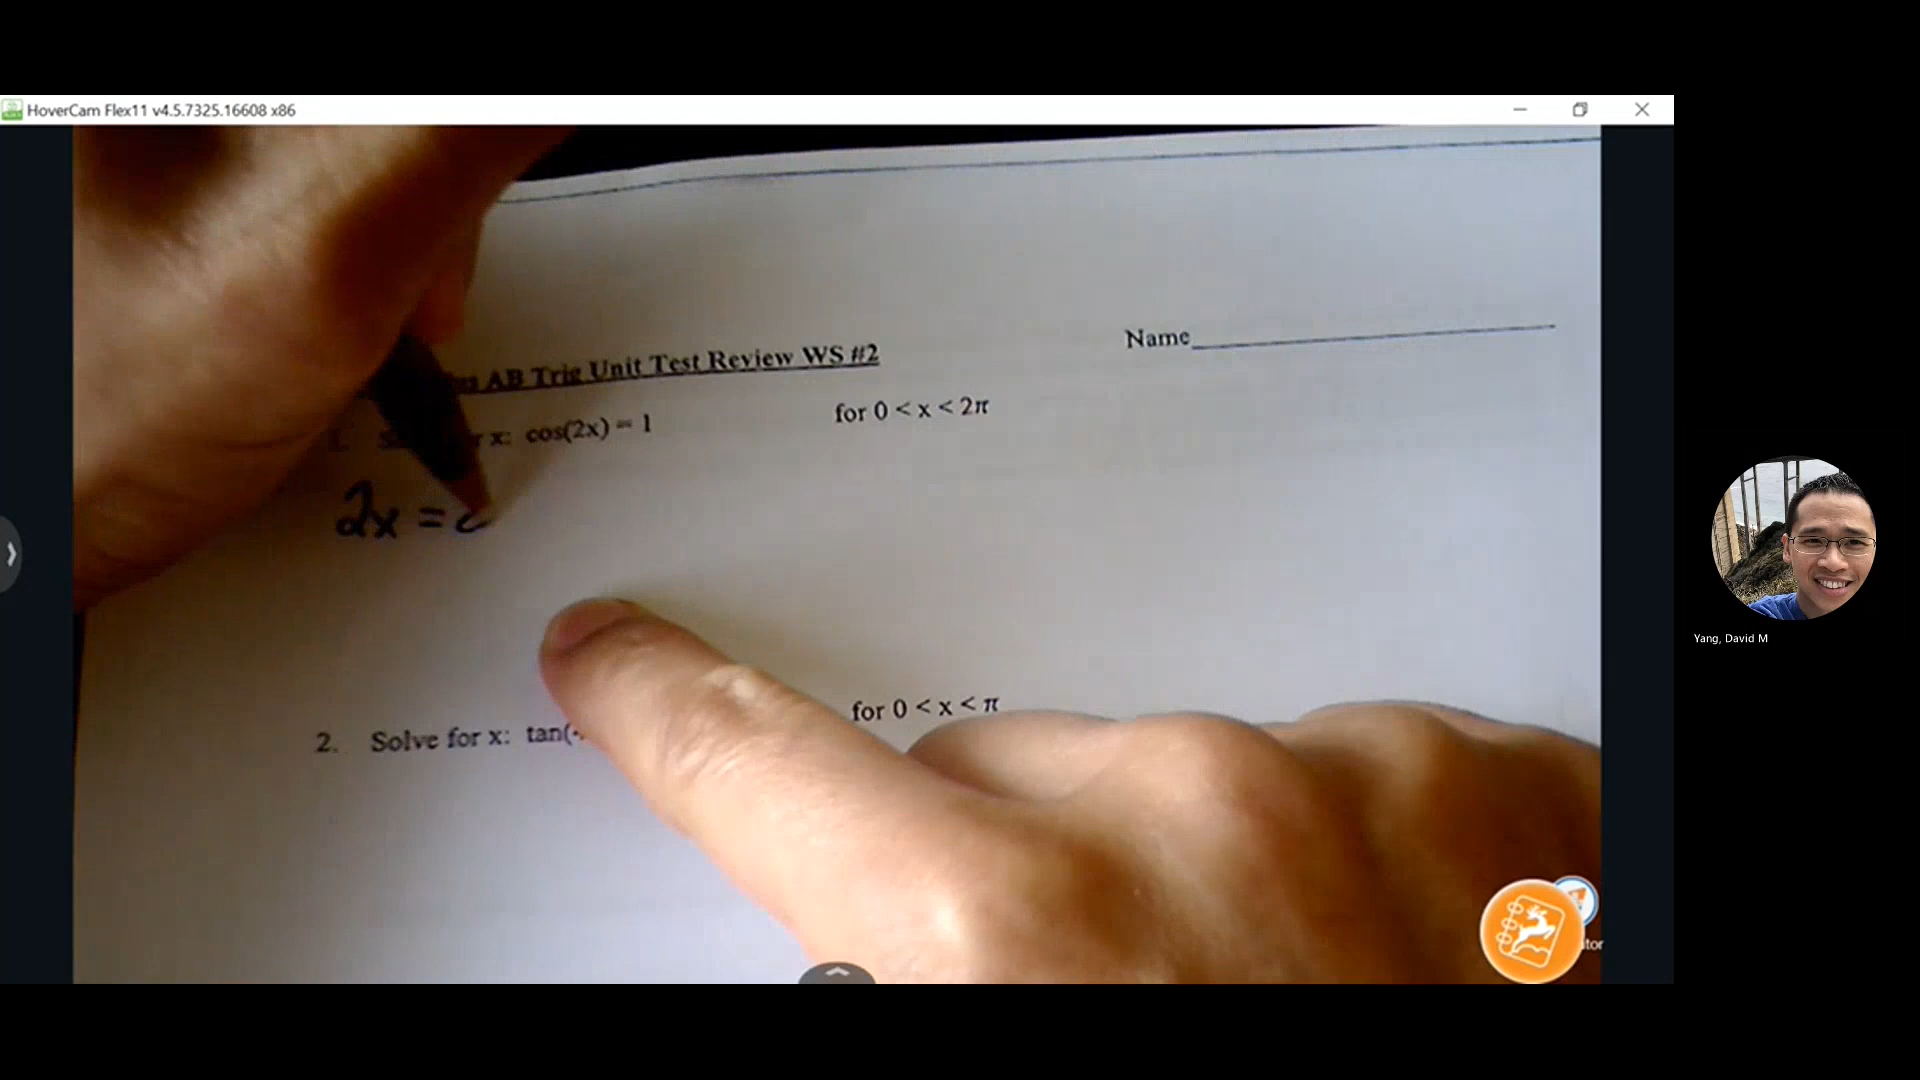 HoverCam Flex11 v4.5.7325.16608 x86
Name
AB Trig Unit Test Review WS #2
x: cos(2x) = 1 for 0 < x < 2π
2x =
for 0 < x < π
2. Solve for x: tan(
Yang, David M